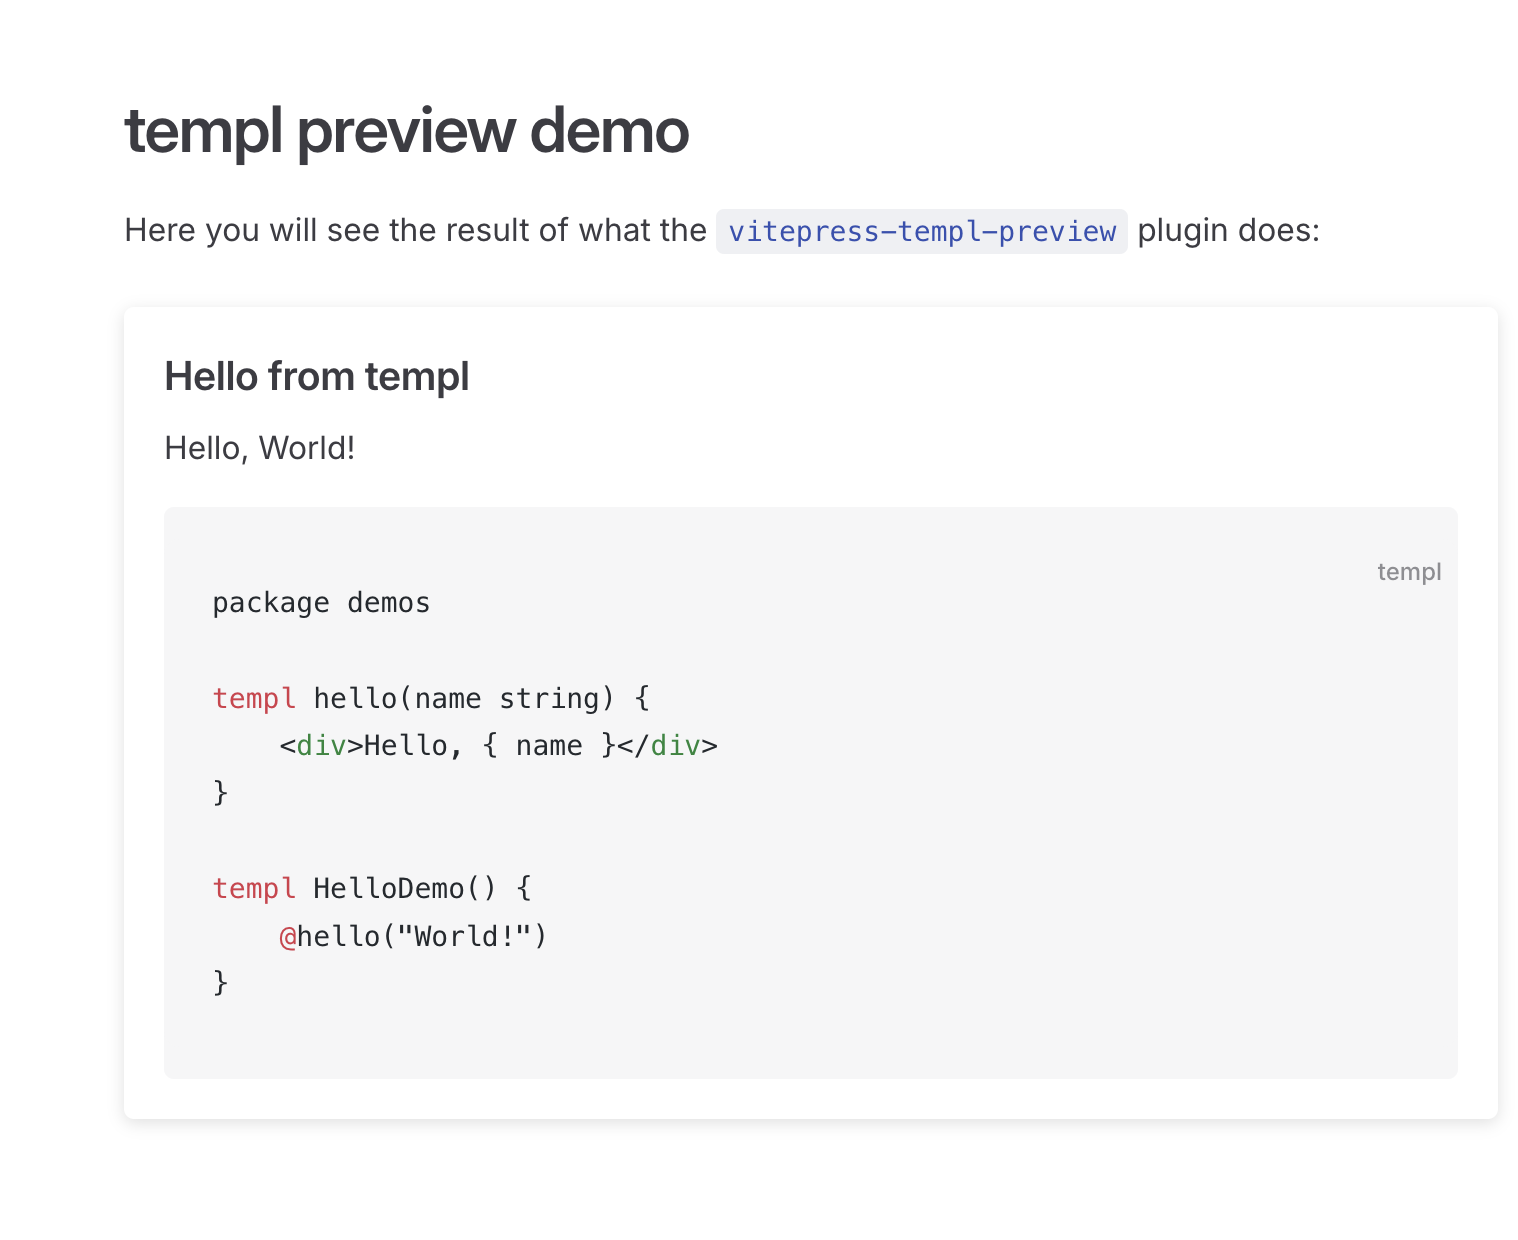 templ preview demo
Here you will see the result of what the vitepress-templ-preview plugin does:
Hello from templ
Hello, World!
templ
package demos
templ hello(name string) {
    <div>Hello, { name }</div>
}
templ HelloDemo() {
    @hello("World!")
}